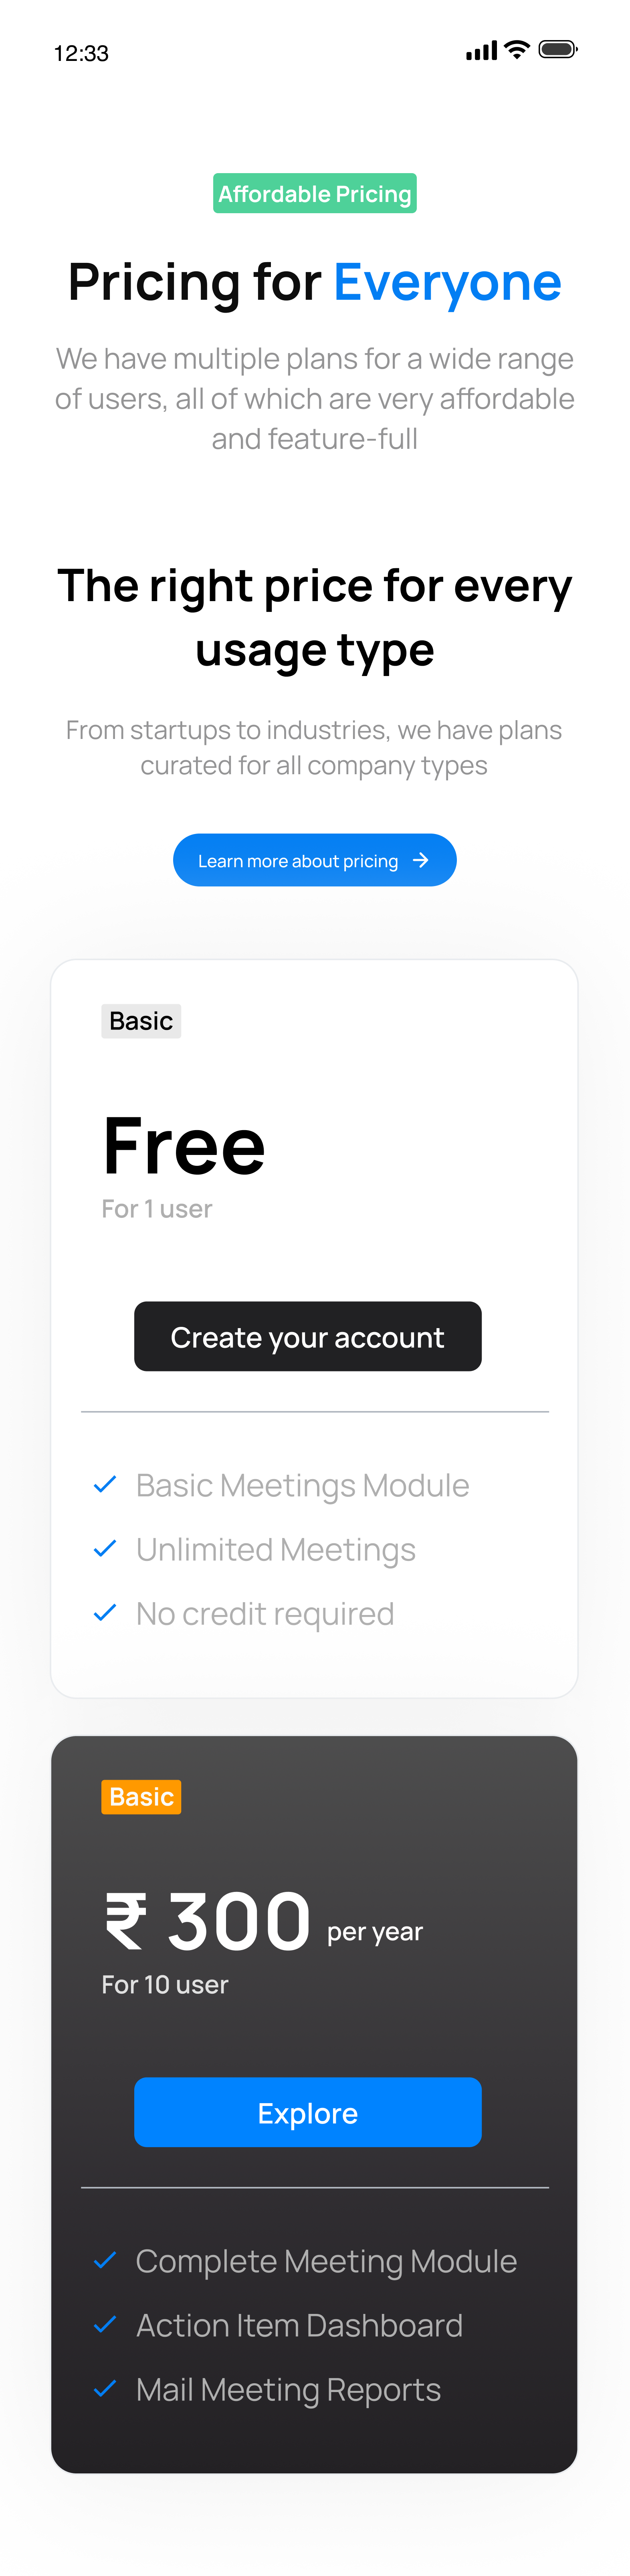 12:33
Affordable Pricing
Pricing for Everyone
We have multiple plans for a wide range
of users, all of which are very affordable
and feature-full
The right price for every
usage type
From startups to industries, we have plans
curated for all company types
Learn more about pricing
Basic
Free
For 1 user
Create your account
Basic Meetings Module
Unlimited Meetings
No credit required
Basic
₹ 300 per year
For 10 user
Explore
Complete Meeting Module
Action Item Dashboard
Mail Meeting Reports